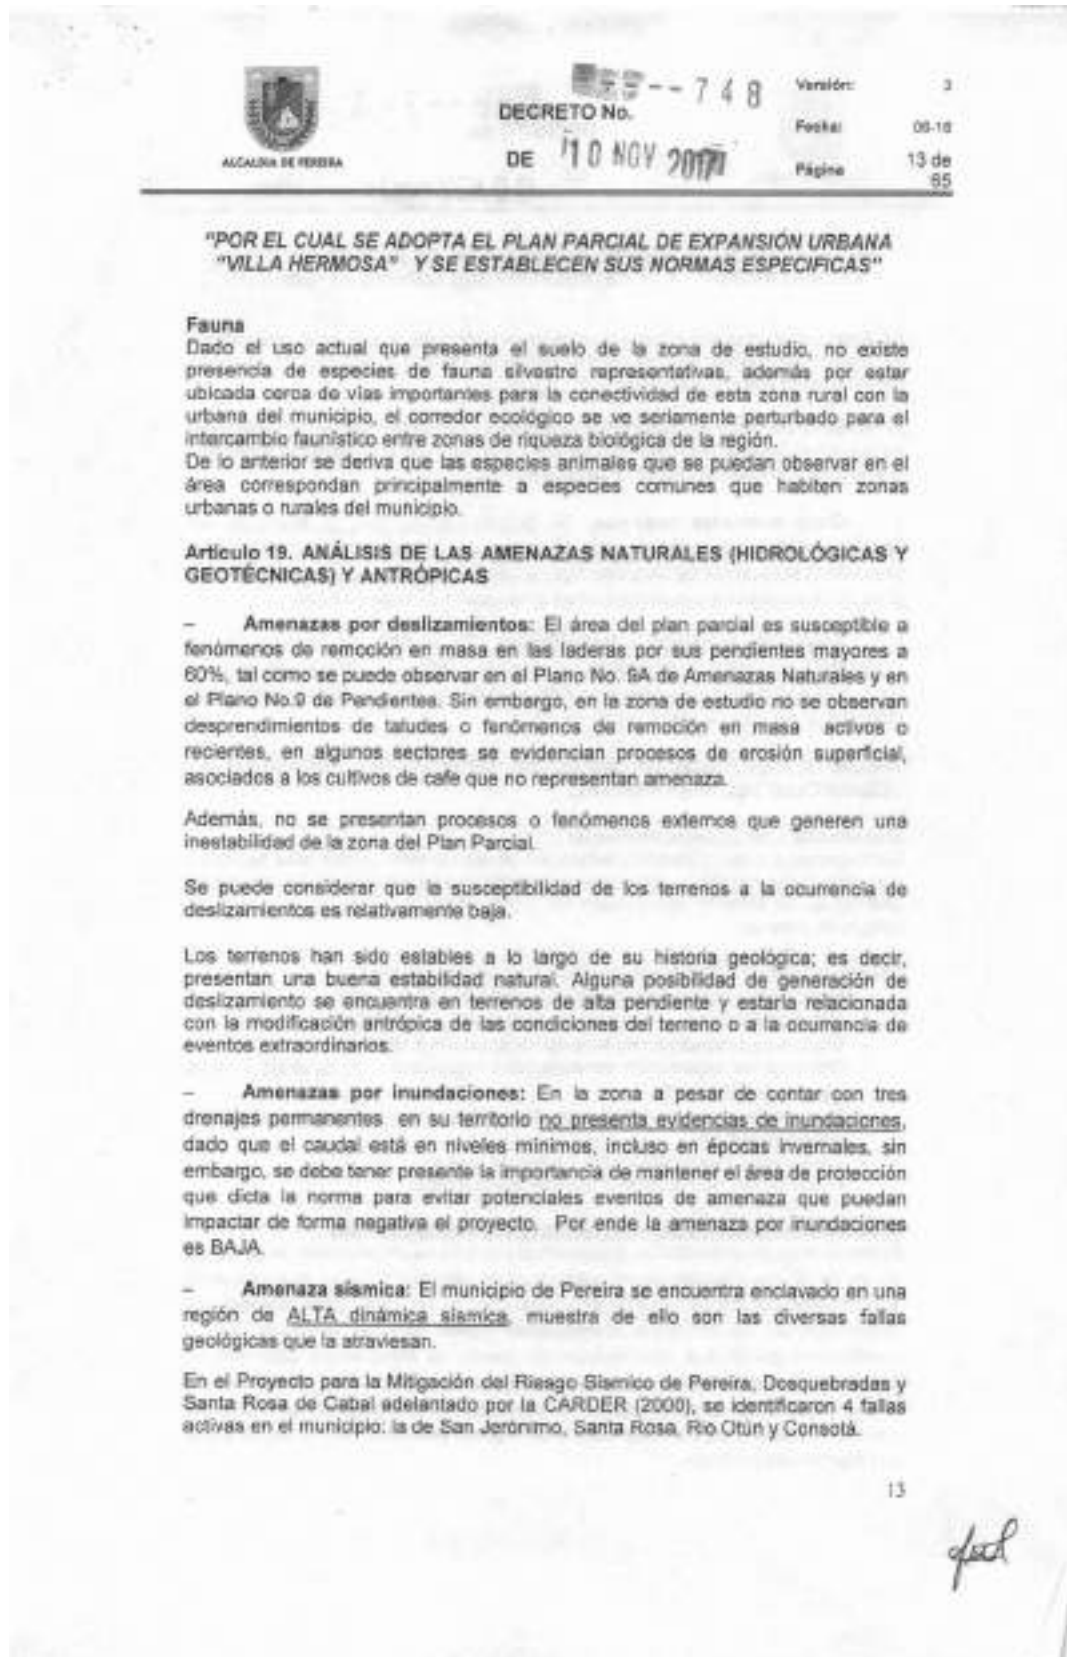 ALCALDIA DE PEREIRA
DECRETO No. -- 748
DE 10 NOV 2017
Versión: 3
Fecha: 06-16
Página 13 de 65
"POR EL CUAL SE ADOPTA EL PLAN PARCIAL DE EXPANSIÓN URBANA
"VILLA HERMOSA" Y SE ESTABLECEN SUS NORMAS ESPECIFICAS"
Fauna
Dado el uso actual que presenta el suelo de la zona de estudio, no existe
presencia de especies de fauna silvestre representativas, además por estar
ubicada cerca de vías importantes para la conectividad de esta zona rural con la
urbana del municipio, el corredor ecológico se ve seriamente perturbado para el
intercambio faunístico entre zonas de riqueza biológica de la región.
De lo anterior se deriva que las especies animales que se puedan observar en el
área correspondan principalmente a especies comunes que habiten zonas
urbanas o rurales del municipio.
Artículo 19. ANÁLISIS DE LAS AMENAZAS NATURALES (HIDROLÓGICAS Y
GEOTÉCNICAS) Y ANTRÓPICAS
– Amenazas por deslizamientos: El área del plan parcial es susceptible a
fenómenos de remoción en masa en las laderas por sus pendientes mayores a
60%, tal como se puede observar en el Plano No. 9A de Amenazas Naturales y en
el Plano No.9 de Pendientes. Sin embargo, en la zona de estudio no se observan
desprendimientos de taludes o fenómenos de remoción en masa activos o
recientes, en algunos sectores se evidencian procesos de erosión superficial,
asociados a los cultivos de cafe que no representan amenaza.
Además, no se presentan procesos o fenómenos externos que generen una
inestabilidad de la zona del Plan Parcial.
Se puede considerar que la susceptibilidad de los terrenos a la ocurrencia de
deslizamientos es relativamente baja.
Los terrenos han sido estables a lo largo de su historia geológica; es decir,
presentan una buena estabilidad natural. Alguna posibilidad de generación de
deslizamiento se encuentra en terrenos de alta pendiente y estaría relacionada
con la modificación antrópica de las condiciones del terreno o a la ocurrencia de
eventos extraordinarios.
– Amenazas por inundaciones: En la zona a pesar de contar con tres
drenajes permanentes en su territorio no presenta evidencias de inundaciones,
dado que el caudal está en niveles mínimos, incluso en épocas invernales, sin
embargo, se debe tener presente la importancia de mantener el área de protección
que dicta la norma para evitar potenciales eventos de amenaza que puedan
impactar de forma negativa el proyecto. Por ende la amenaza por inundaciones
es BAJA.
– Amenaza sísmica: El municipio de Pereira se encuentra enclavado en una
región de ALTA dinámica sísmica, muestra de ello son las diversas fallas
geológicas que la atraviesan.
En el Proyecto para la Mitigación del Riesgo Sísmico de Pereira, Dosquebradas y
Santa Rosa de Cabal adelantado por la CARDER (2000), se identificaron 4 fallas
activas en el municipio: la de San Jerónimo, Santa Rosa, Rio Otún y Consotá.
13